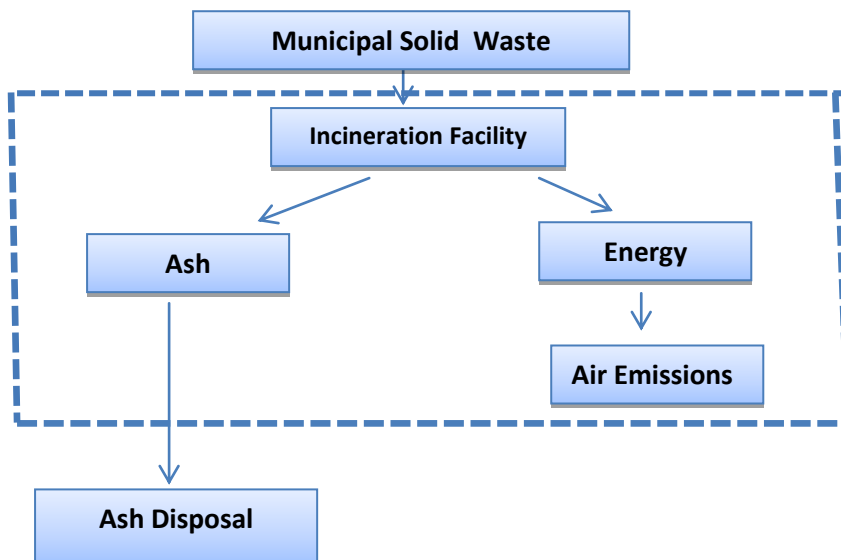 Municipal Solid  Waste
Incineration Facility
Ash
Energy
Air Emissions
Ash Disposal